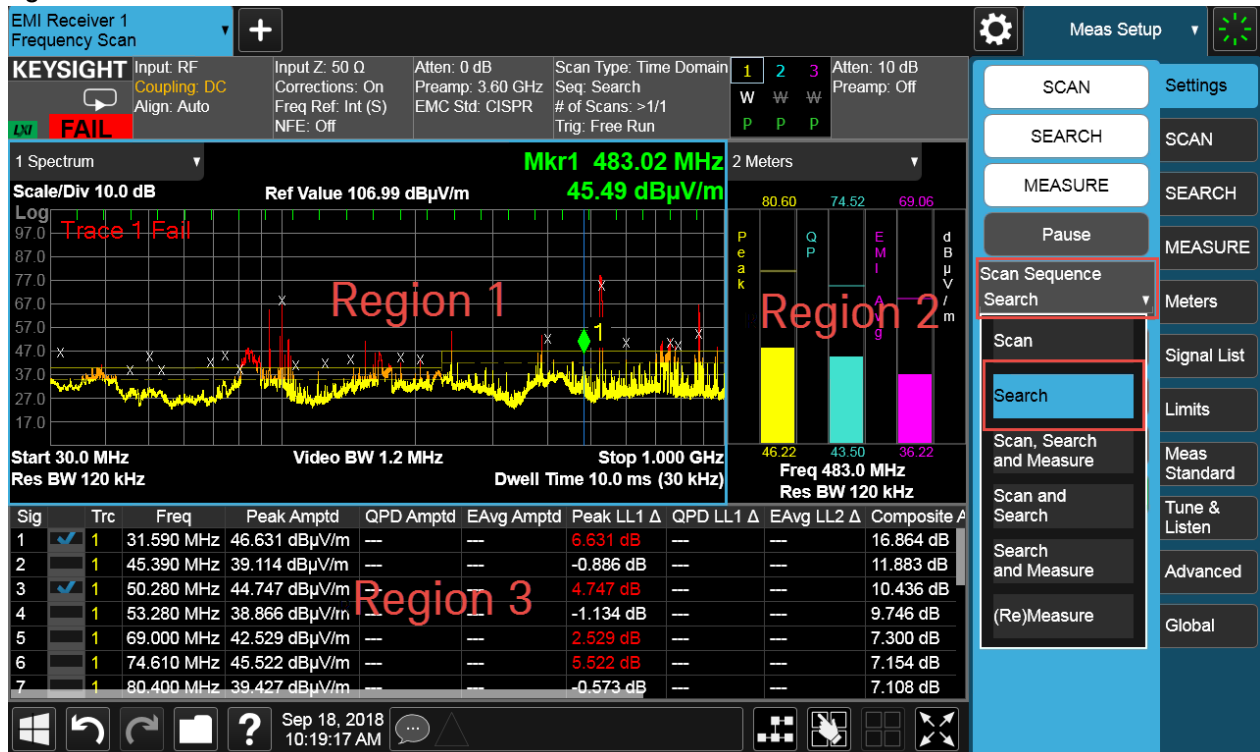 EMI Receiver 1
Frequency Scan
Meas Setup
KEYSIGHT
LXI FAIL
Input: RF
Coupling: DC
Align: Auto
Input Z: 50 Ω
Corrections: On
Freq Ref: Int (S)
NFE: Off
Atten: 0 dB
Preamp: 3.60 GHz
EMC Std: CISPR
Scan Type: Time Domain
Seq: Search
# of Scans: >1/1
Trig: Free Run
1 2 3
W W W
P P P
Atten: 10 dB
Preamp: Off
1 Spectrum
Mkr1 483.02 MHz
45.49 dBµV/m
Scale/Div 10.0 dB
Ref Value 106.99 dBµV/m
Log
Trace 1 Fail
97.0
87.0
77.0
67.0
57.0
47.0
37.0
27.0
17.0
Region 1
1
Start 30.0 MHz
Video BW 1.2 MHz
Stop 1.000 GHz
Res BW 120 kHz
Dwell Time 10.0 ms (30 kHz)
2 Meters
80.60 74.52 69.06
Peak
QP
EMI Avg
dBµV/m
Region 2
46.22 43.50 36.22
Freq 483.0 MHz
Res BW 120 kHz
Sig Trc Freq Peak Amptd QPD Amptd EAvg Amptd Peak LL1 Δ QPD LL1 Δ EAvg LL2 Δ Composite A
1 1 31.590 MHz 46.631 dBµV/m --- --- 6.631 dB --- --- 16.864 dB
2 1 45.390 MHz 39.114 dBµV/m --- --- -0.886 dB --- --- 11.883 dB
3 1 50.280 MHz 44.747 dBµV/m --- --- 4.747 dB --- --- 10.436 dB
4 1 53.280 MHz 38.866 dBµV/m --- --- -1.134 dB --- --- 9.746 dB
5 1 69.000 MHz 42.529 dBµV/m --- --- 2.529 dB --- --- 7.300 dB
6 1 74.610 MHz 45.522 dBµV/m --- --- 5.522 dB --- --- 7.154 dB
7 1 80.400 MHz 39.427 dBµV/m --- --- -0.573 dB --- --- 7.108 dB
Region 3
?
Sep 18, 2018
10:19:17 AM
SCAN
SEARCH
MEASURE
Pause
Scan Sequence
Search
Scan
Search
Scan, Search
and Measure
Scan and
Search
Search
and Measure
(Re)Measure
Settings
SCAN
SEARCH
MEASURE
Meters
Signal List
Limits
Meas
Standard
Tune &
Listen
Advanced
Global